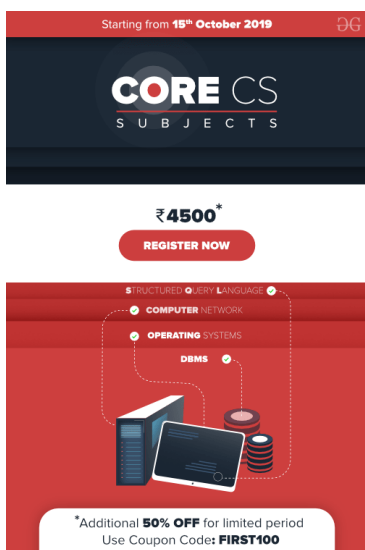 Starting from 15th October 2019
GG
CORE CS
SUBJECTS
₹4500*
REGISTER NOW
STRUCTURED QUERY LANGUAGE
COMPUTER NETWORK
OPERATING SYSTEMS
DBMS
*Additional 50% OFF for limited period
Use Coupon Code: FIRST100